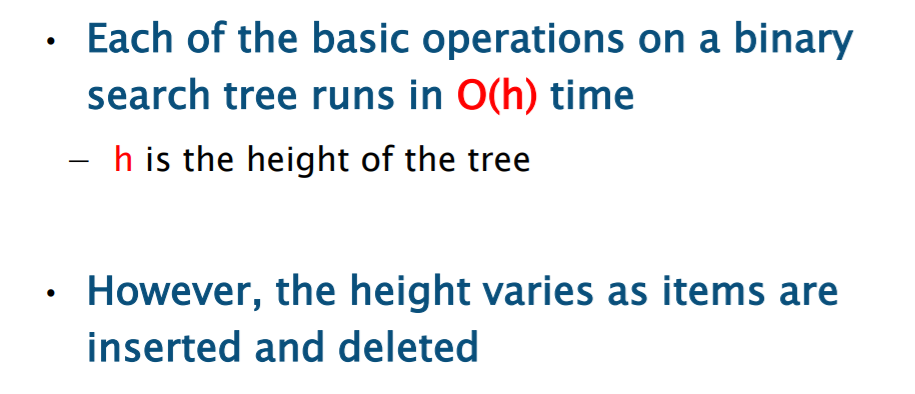 • Each of the basic operations on a binary
search tree runs in O(h) time
– h is the height of the tree
• However, the height varies as items are
inserted and deleted